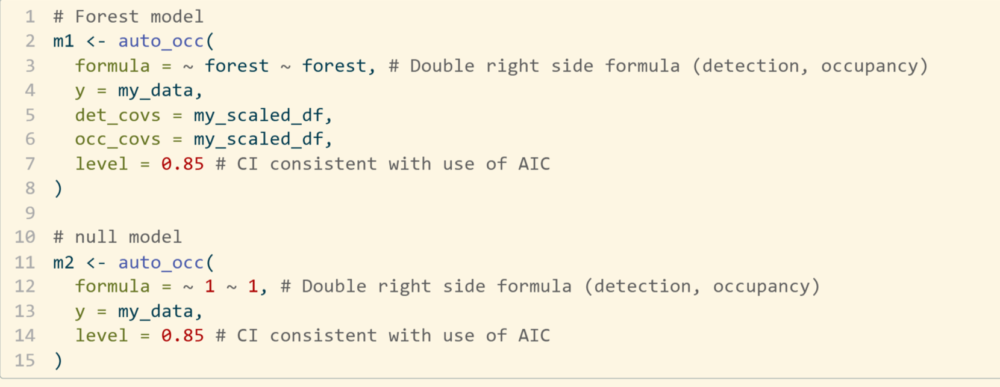 1 # Forest model
2 m1 <- auto_occ(
3   formula = ~ forest ~ forest, # Double right side formula (detection, occupancy)
4   y = my_data,
5   det_covs = my_scaled_df,
6   occ_covs = my_scaled_df,
7   level = 0.85 # CI consistent with use of AIC
8 )
9
10 # null model
11 m2 <- auto_occ(
12   formula = ~ 1 ~ 1, # Double right side formula (detection, occupancy)
13   y = my_data,
14   level = 0.85 # CI consistent with use of AIC
15 )